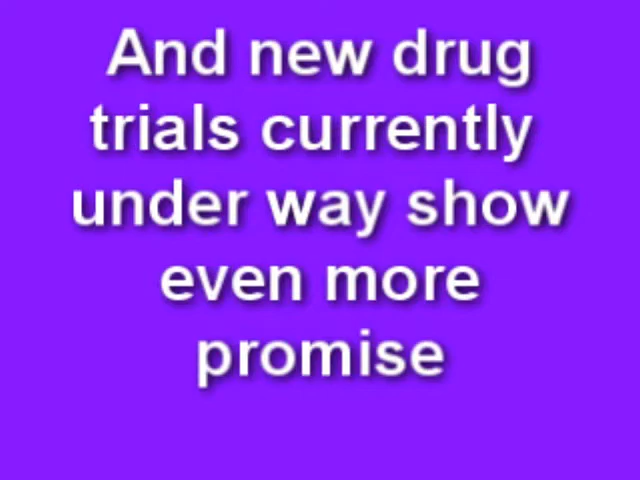 And new drug
trials currently
under way show
even more
promise